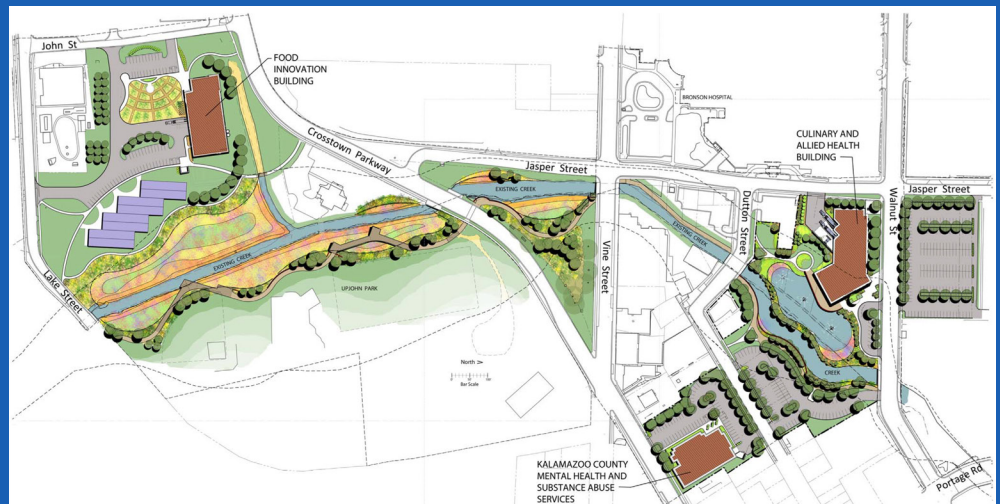 John St
FOOD
INNOVATION
BUILDING
Crosstown Parkway
BRONSON HOSPITAL
CULINARY AND
ALLIED HEALTH
BUILDING
Jasper Street
EXISTING CREEK
Jasper Street
Dutton Street
Walnut St
EXISTING CREEK
Vine Street
EXISTING CREEK
UPJOHN PARK
Lake Street
North >
Bar Scale
CREEK
KALAMAZOO COUNTY
MENTAL HEALTH AND
SUBSTANCE ABUSE
SERVICES
Portage Rd